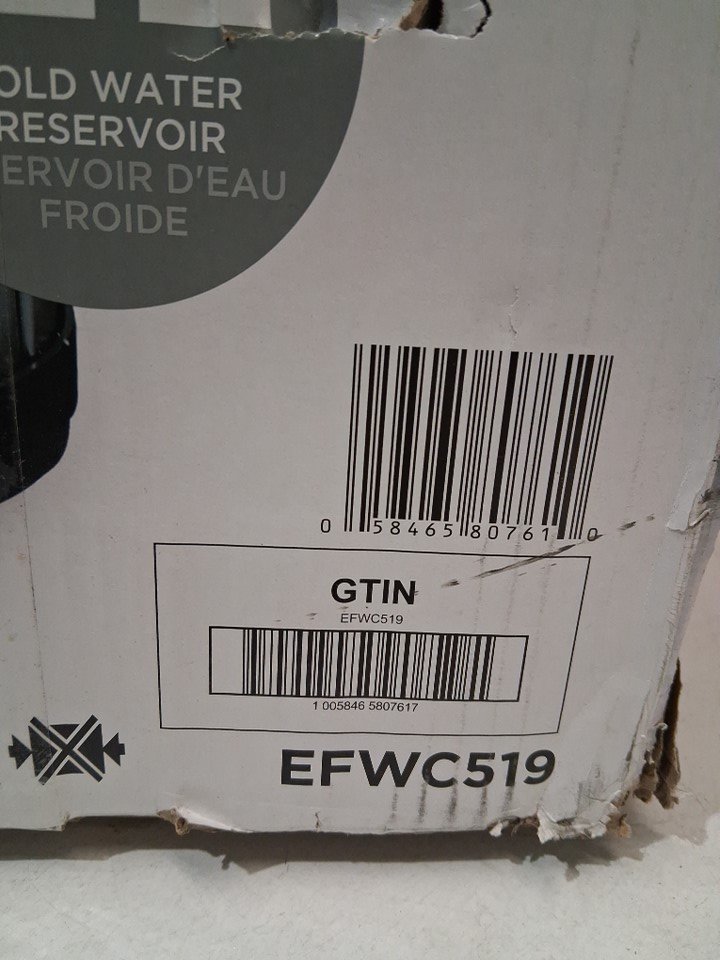 OLD WATER
RESERVOIR
ERVOIR D'EAU
FROIDE
0 58465 80761 0
GTIN
EFWC519
1 005846 5807617
EFWC519